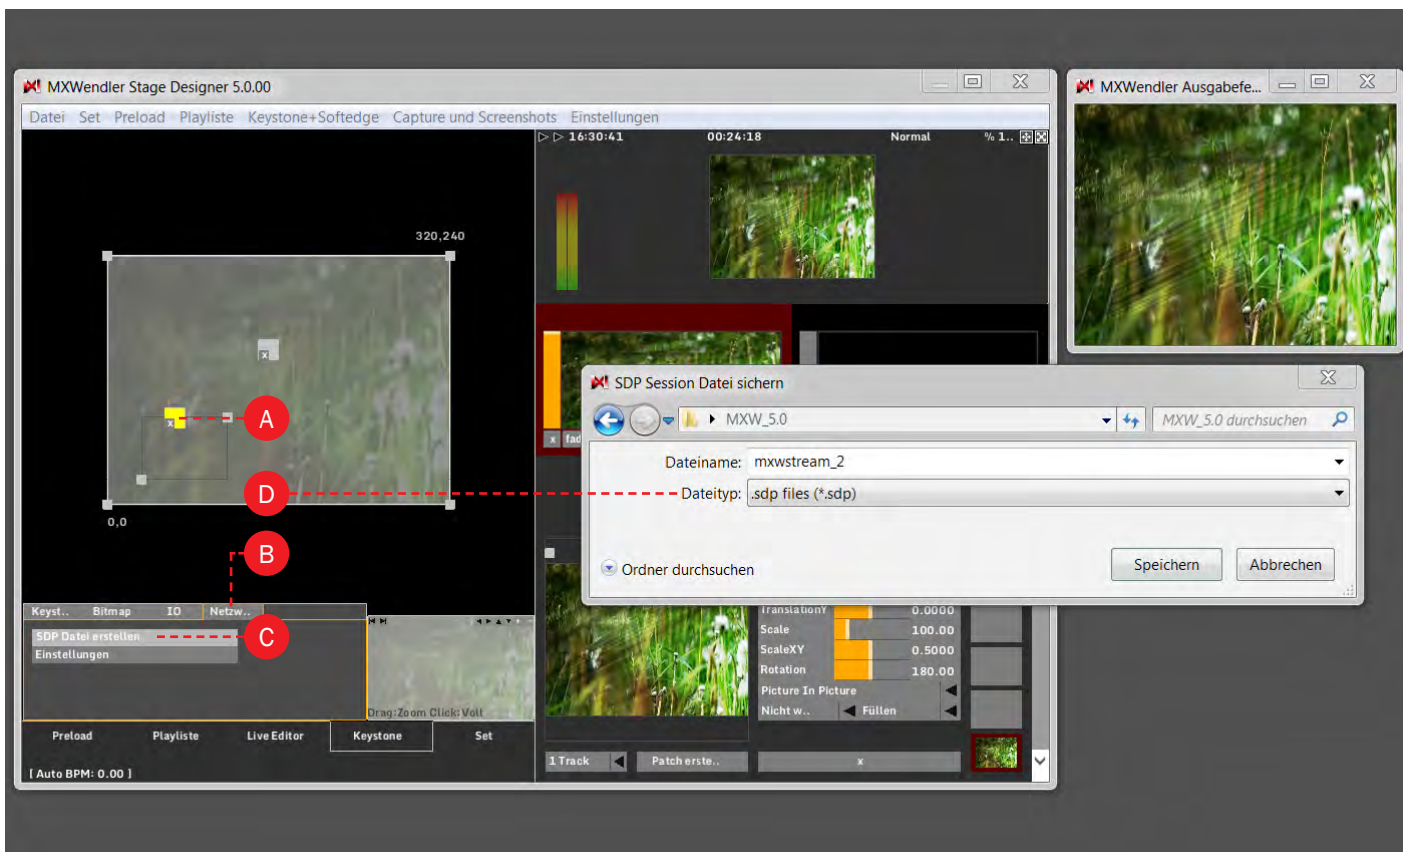 MXWendler Stage Designer 5.0.00
Datei Set Preload Playliste Keystone+Softedge Capture und Screenshots Einstellungen
16:30:41 00:24:18 Normal % 1..
MXWendler Ausgabefe...
320,240
x
x
A
0,0
x fad
SDP Session Datei sichern
MXW_5.0
MXW_5.0 durchsuchen
Dateiname: mxwstream_2
D
Dateityp: .sdp files (*.sdp)
Ordner durchsuchen
Speichern Abbrechen
B
Keyst.. Bitmap IO Netzw..
SDP Datei erstellen
C
Einstellungen
Drag:Zoom Click:Voll
Preload Playliste Live Editor Keystone Set
[ Auto BPM: 0.00 ]
TranslationY 0.0000
Scale 100.00
ScaleXY 0.5000
Rotation 180.00
Picture In Picture
Nicht w.. Füllen
1 Track Patch erste.. x